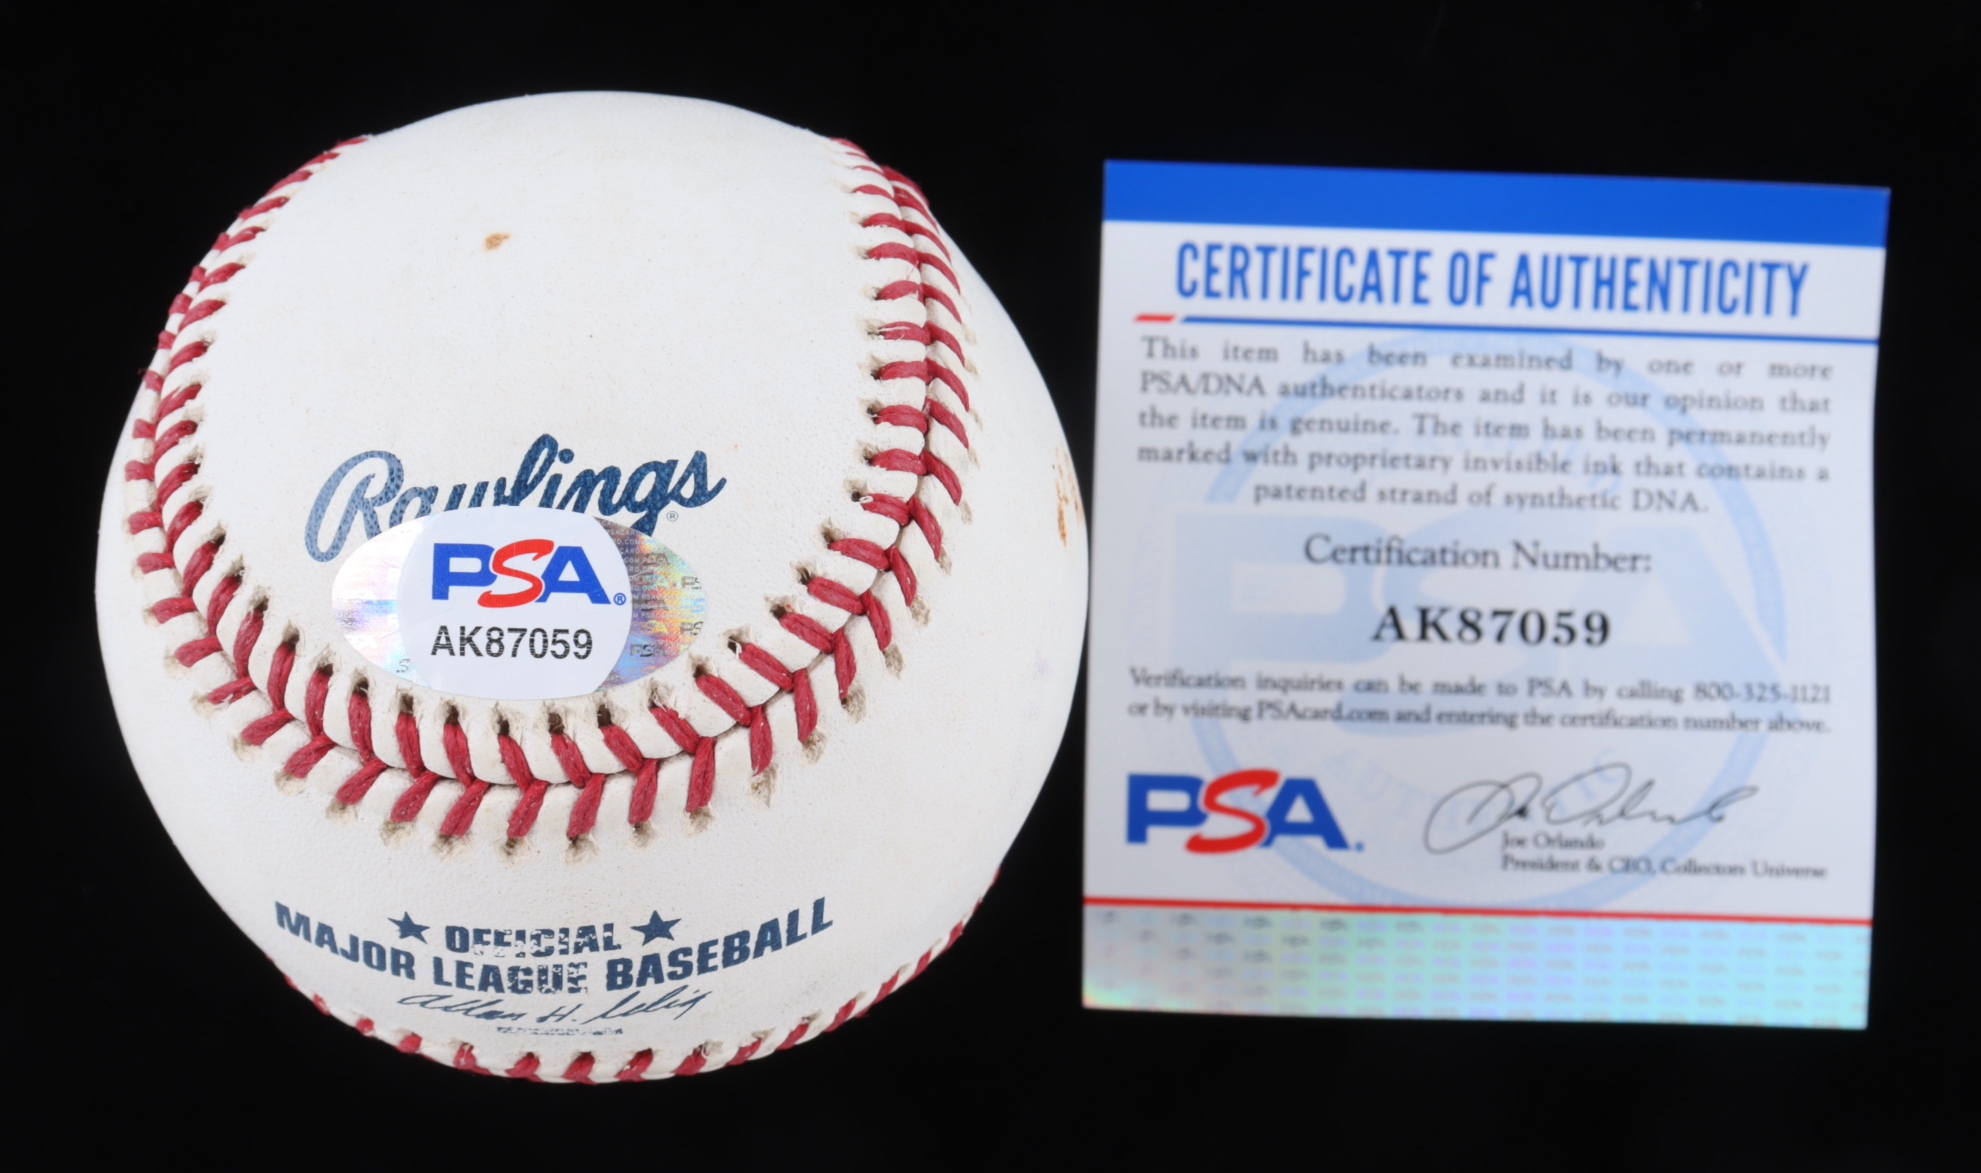 Rawlings
®
PSA®
AK87059
OFFICIAL
MAJOR LEAGUE BASEBALL
Allan H. Selig
CERTIFICATE OF AUTHENTICITY
This item has been examined by one or more
PSA/DNA authenticators and it is our opinion that
the item is genuine. The item has been permanently
marked with proprietary invisible ink that contains a
patented strand of synthetic DNA.
Certification Number:
AK87059
Verification inquiries can be made to PSA by calling 800-325-1121
or by visiting PSAcard.com and entering the certification number above.
PSA
Joe Orlando
Joe Orlando
President & CEO, Collectors Universe